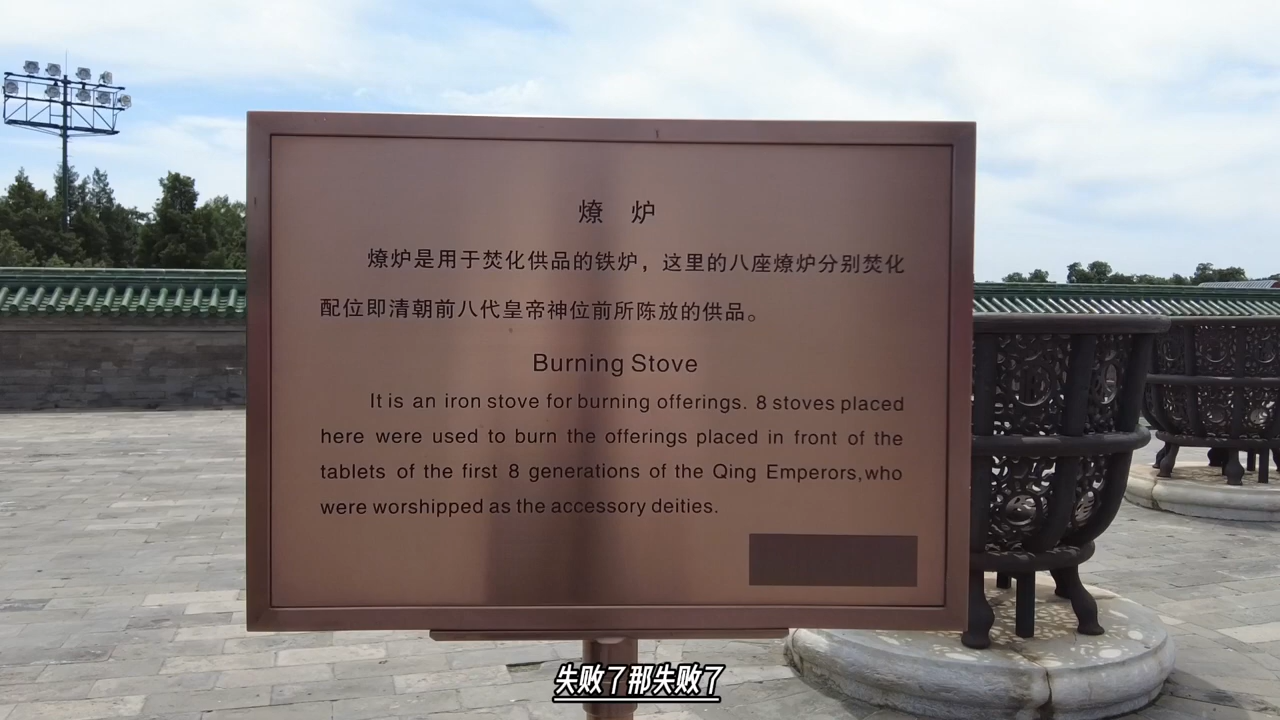 燎 炉
燎炉是用于焚化供品的铁炉，这里的八座燎炉分别焚化
配位即清朝前八代皇帝神位前所陈放的供品。
Burning Stove
It is an iron stove for burning offerings. 8 stoves placed
here were used to burn the offerings placed in front of the
tablets of the first 8 generations of the Qing Emperors,who
were worshipped as the accessory deities.
失败了那失败了